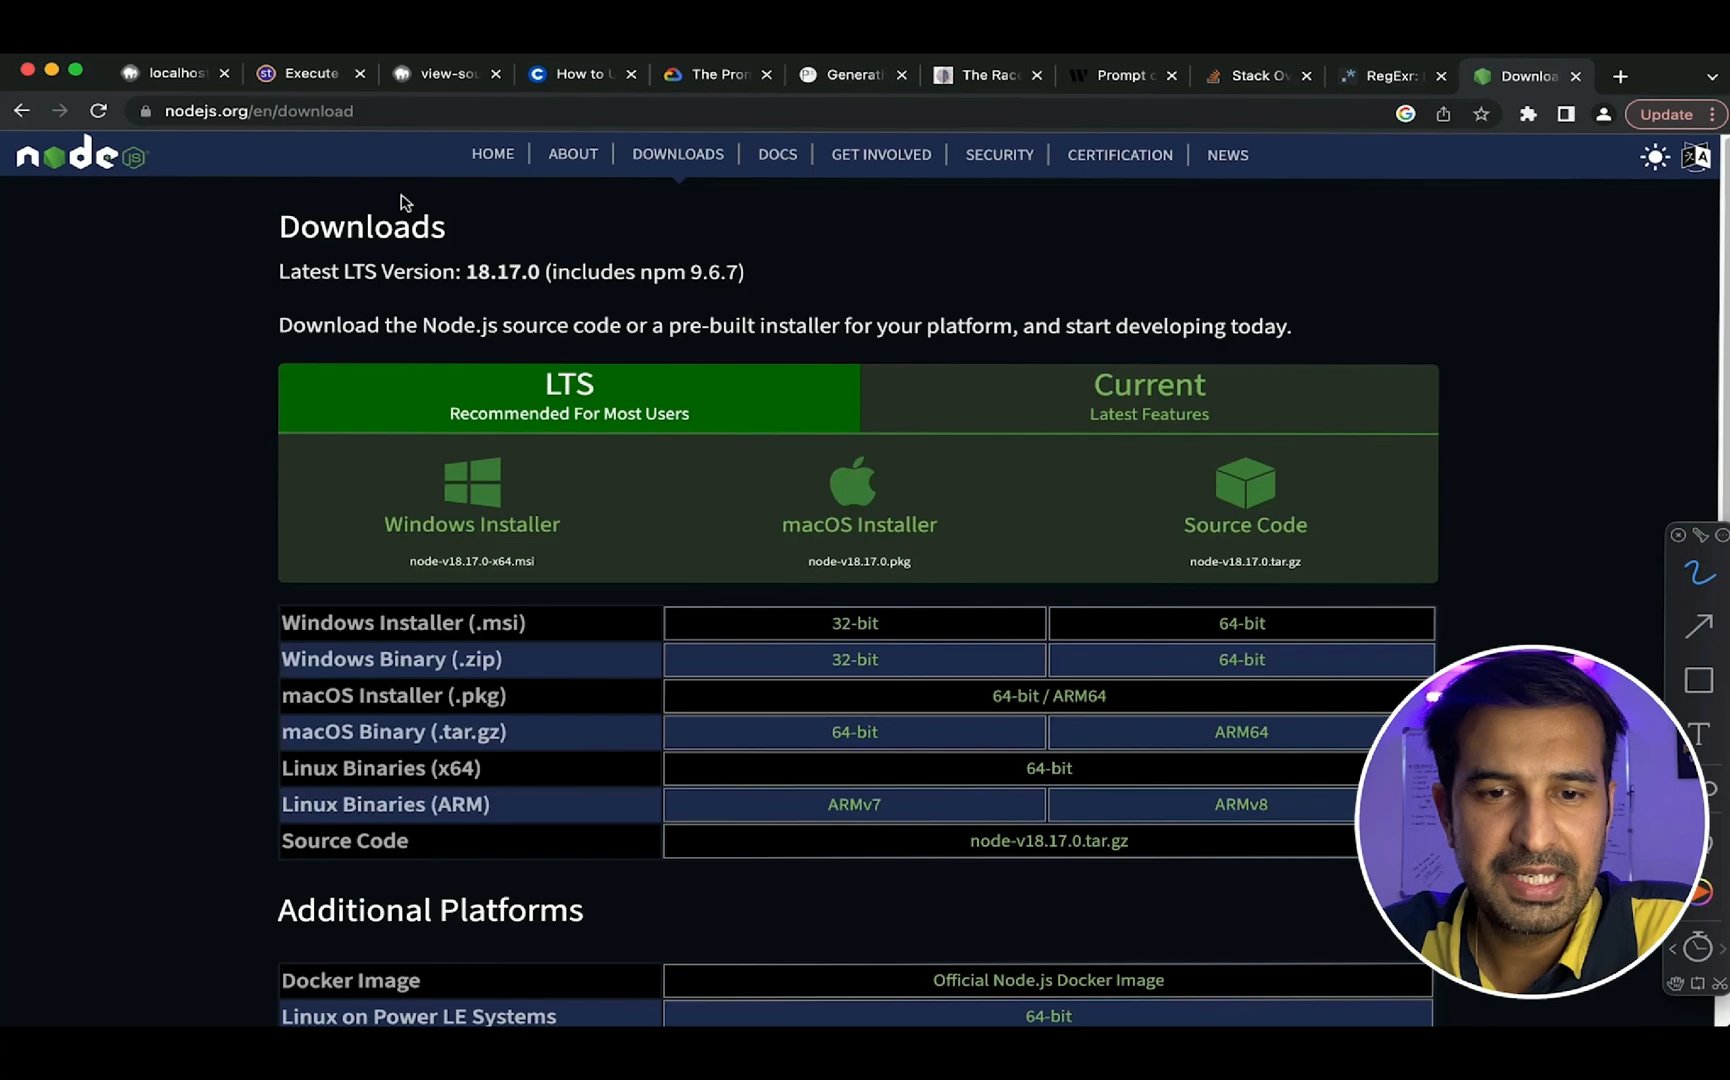 localhos
Execute
view-sou
How to U
The Pron
Generati
The Rac
Prompt
Stack Ov
RegExr:
Downloa
nodejs.org/en/download
Update
node JS
HOME
ABOUT
DOWNLOADS
DOCS
GET INVOLVED
SECURITY
CERTIFICATION
NEWS
Downloads
Latest LTS Version: 18.17.0 (includes npm 9.6.7)
Download the Node.js source code or a pre-built installer for your platform, and start developing today.
LTS
Recommended For Most Users
Current
Latest Features
Windows Installer
node-v18.17.0-x64.msi
macOS Installer
node-v18.17.0.pkg
Source Code
node-v18.17.0.tar.gz
Windows Installer (.msi) 32-bit 64-bit
Windows Binary (.zip) 32-bit 64-bit
macOS Installer (.pkg) 64-bit / ARM64
macOS Binary (.tar.gz) 64-bit ARM64
Linux Binaries (x64) 64-bit
Linux Binaries (ARM) ARMv7 ARMv8
Source Code node-v18.17.0.tar.gz
Additional Platforms
Docker Image Official Node.js Docker Image
Linux on Power LE Systems 64-bit